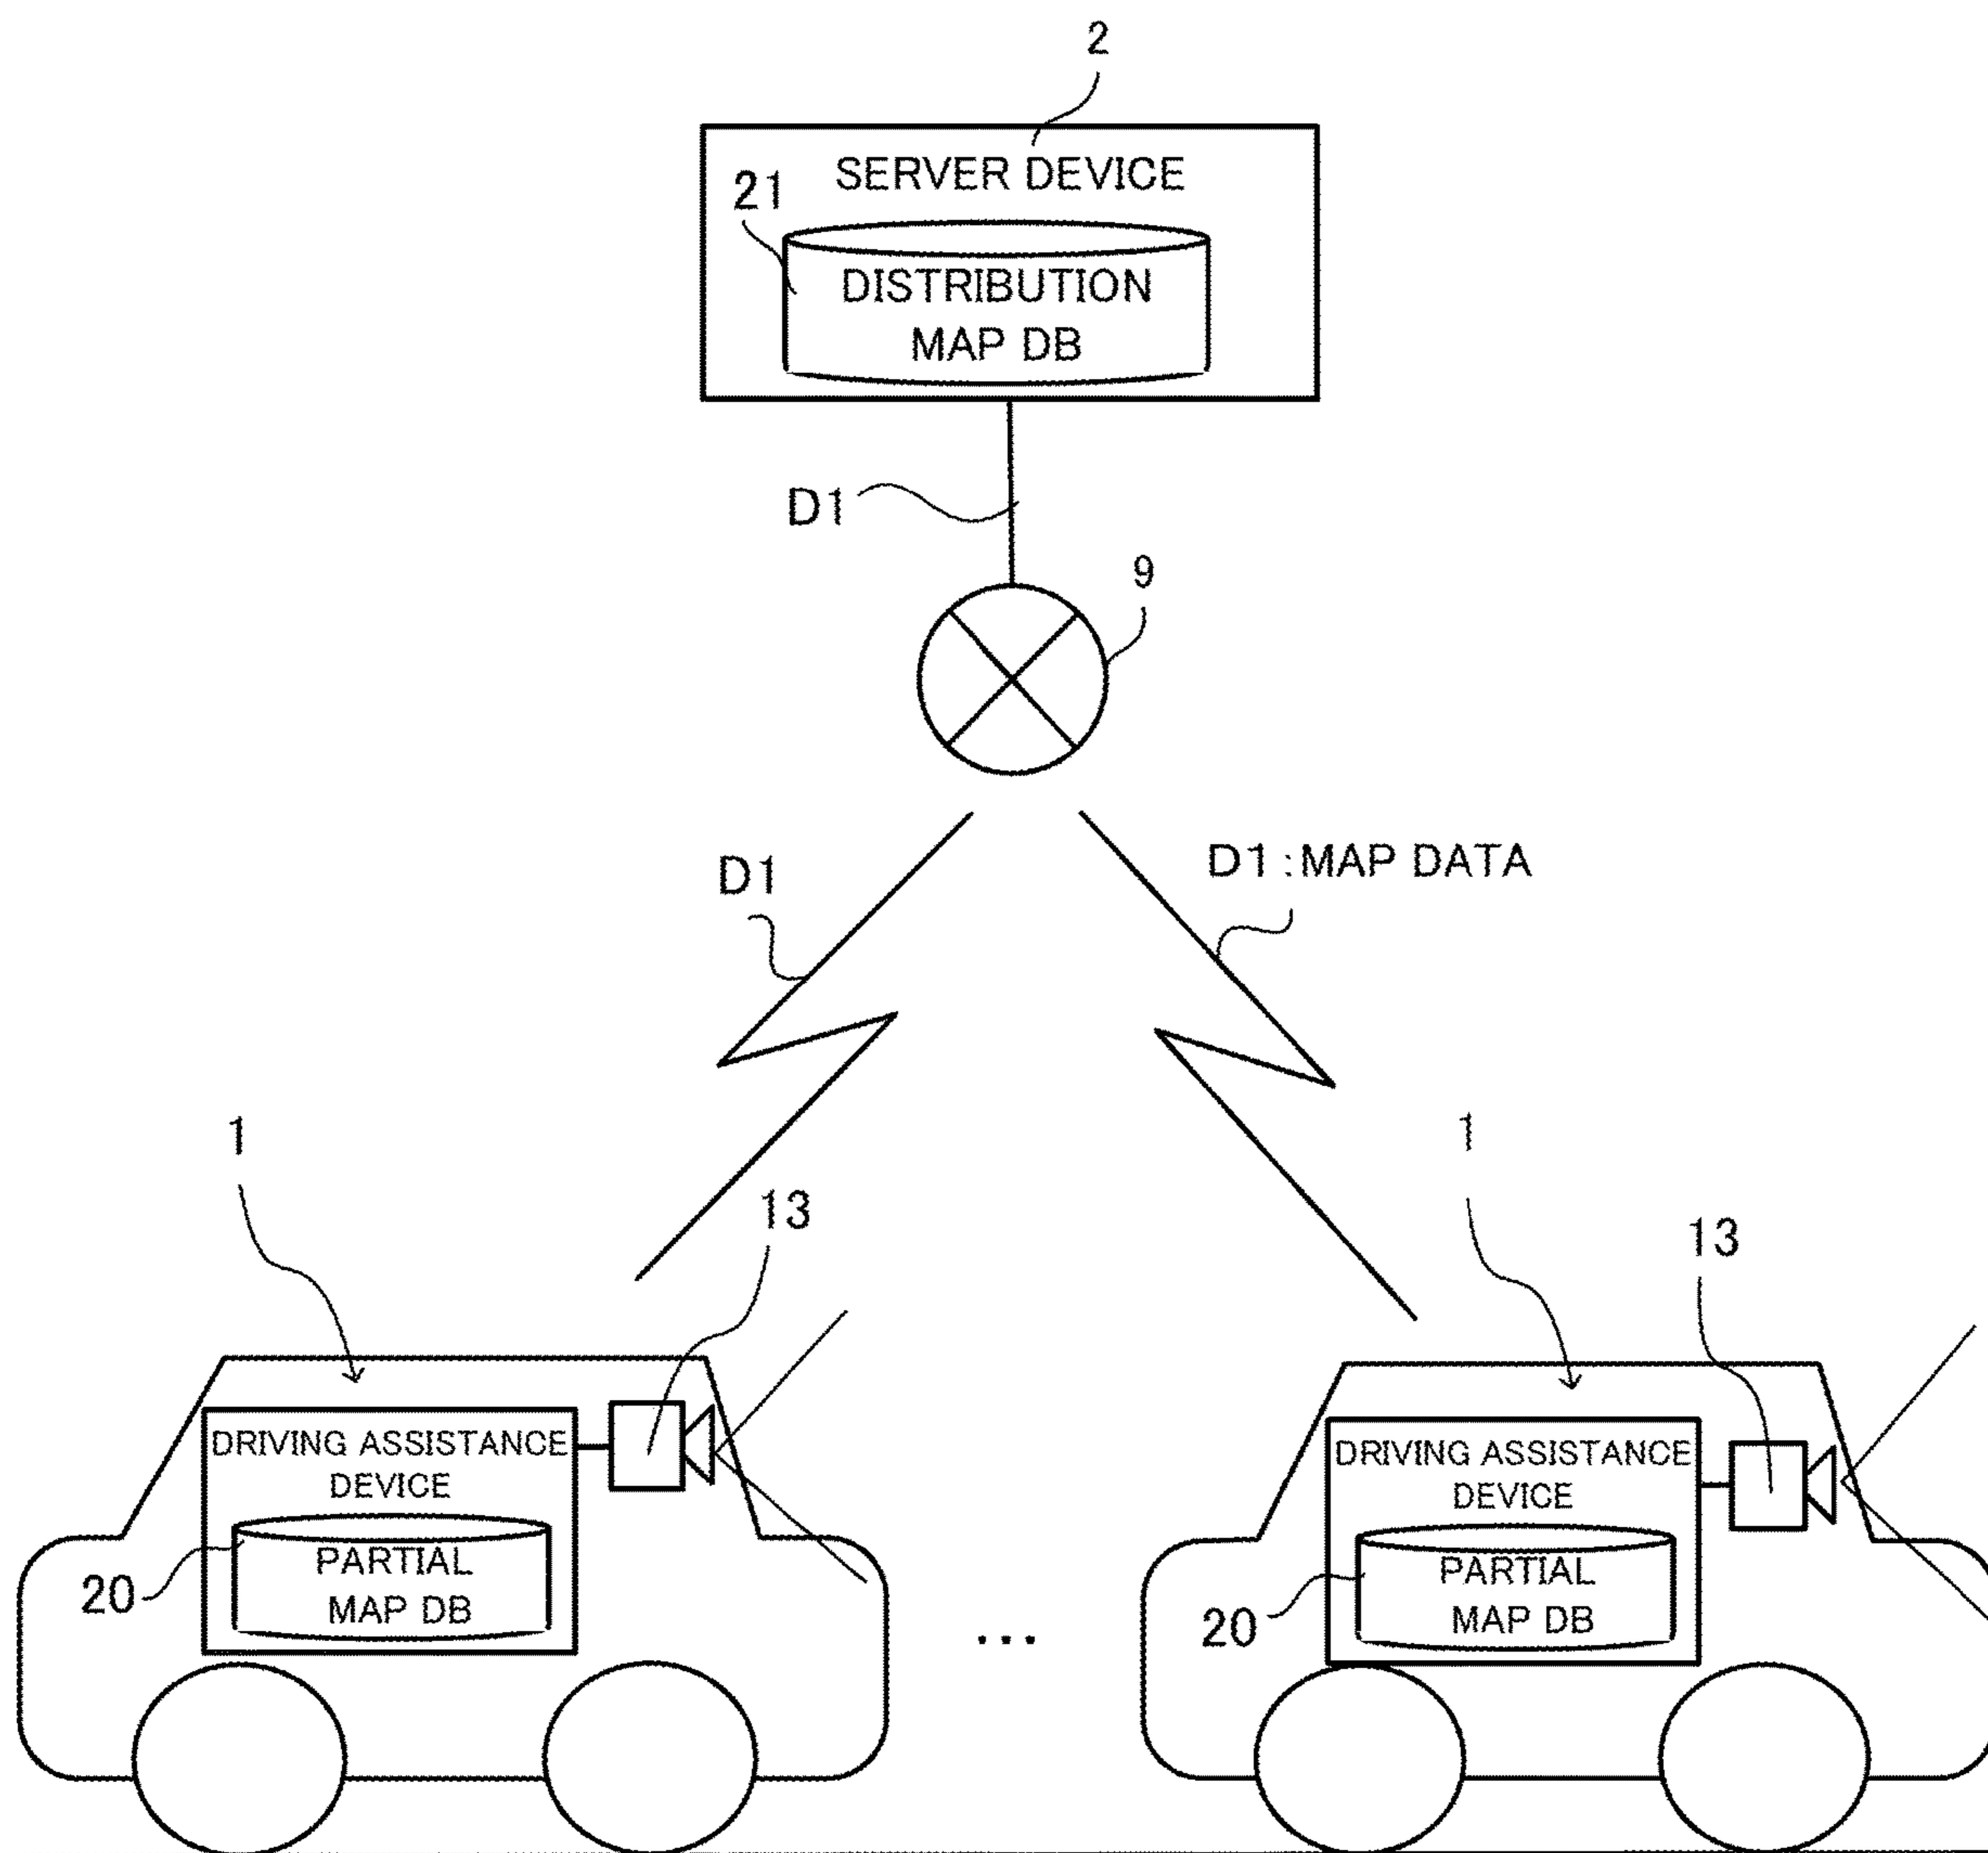 2
SERVER DEVICE
21
DISTRIBUTION
MAP DB
D1
9
D1
D1:MAP DATA
1
13
DRIVING ASSISTANCE
DEVICE
PARTIAL
MAP DB
20
...
1
13
DRIVING ASSISTANCE
DEVICE
PARTIAL
MAP DB
20